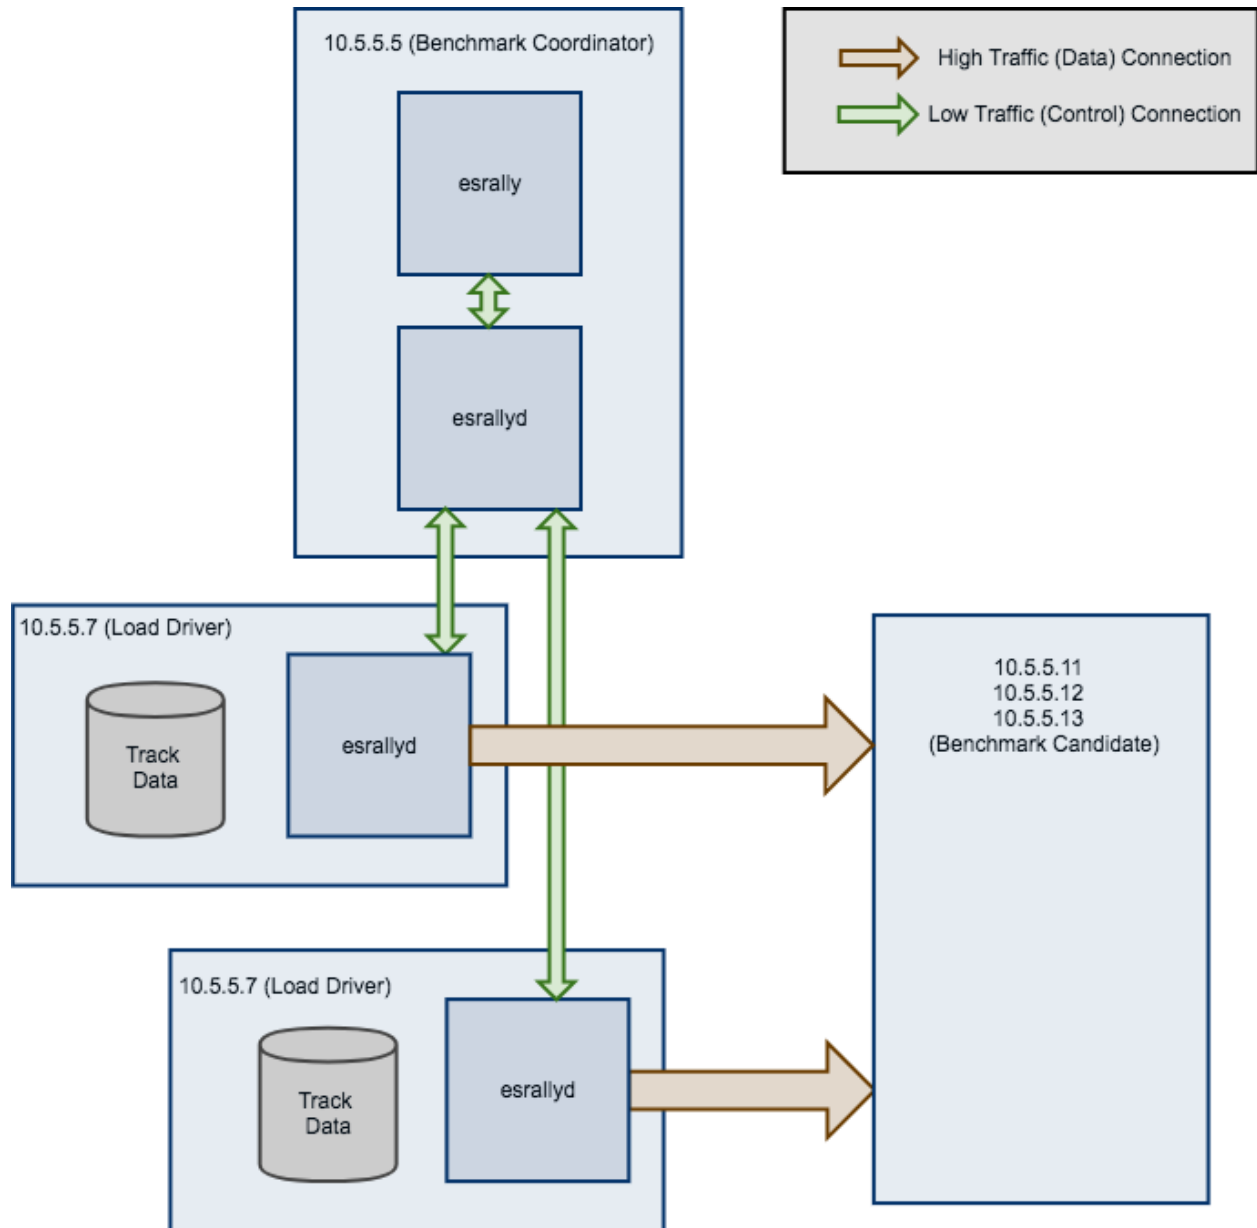 10.5.5.5 (Benchmark Coordinator)
esrally
esrallyd
High Traffic (Data) Connection
Low Traffic (Control) Connection
10.5.5.7 (Load Driver)
Track
Data
esrallyd
10.5.5.11
10.5.5.12
10.5.5.13
(Benchmark Candidate)
10.5.5.7 (Load Driver)
Track
Data
esrallyd